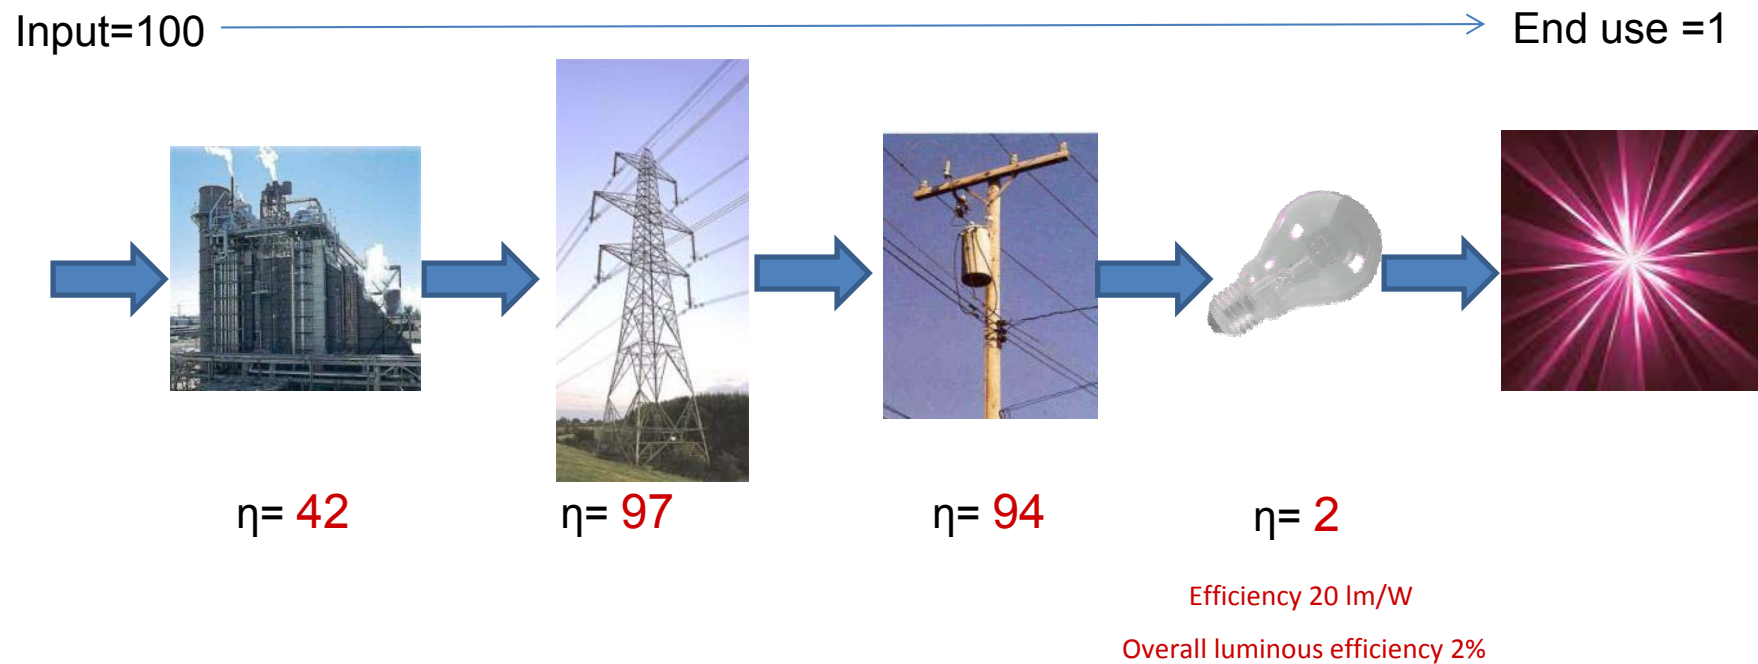 Input=100
End use =1
η= 42
η= 97
η= 94
η= 2
Efficiency 20 lm/W
Overall luminous efficiency 2%